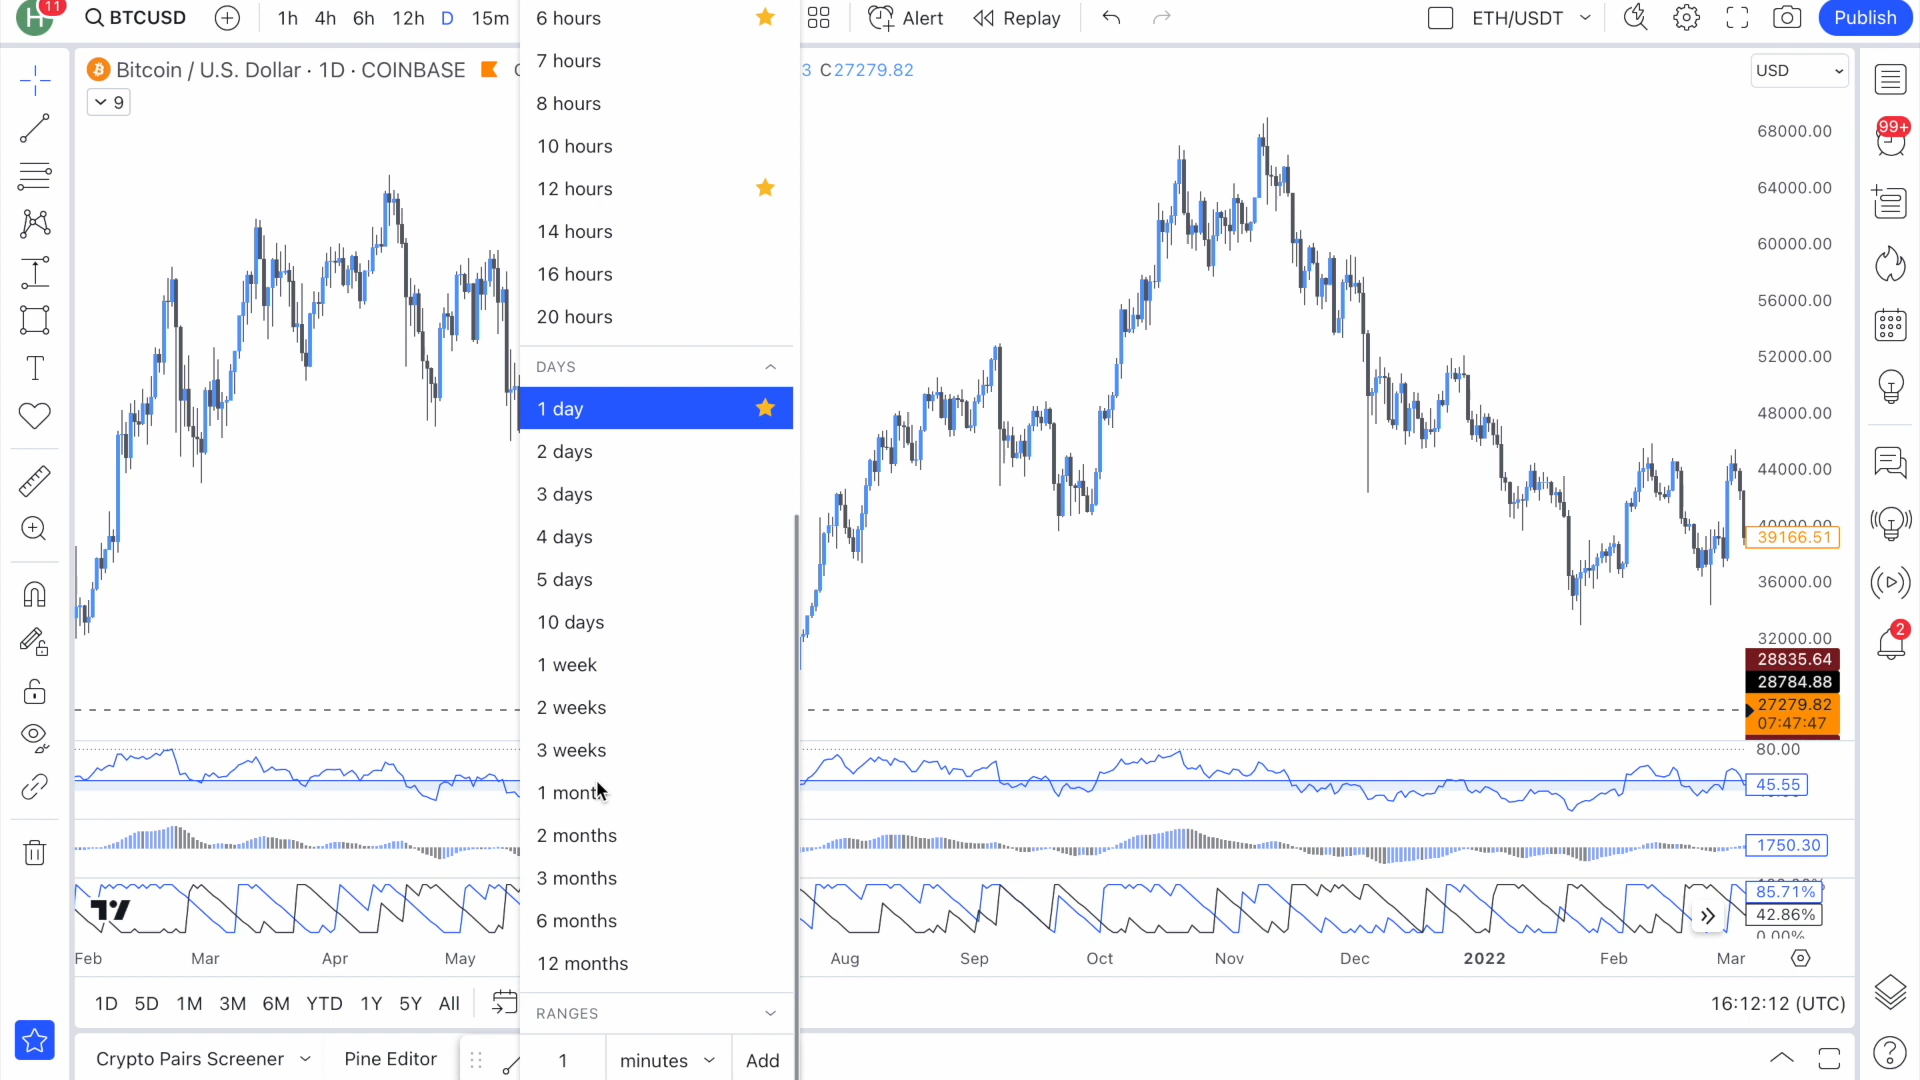 H 11 BTCUSD 1h 4h 6h 12h D 15m
Alert Replay ETH/USDT Publish
Bitcoin / U.S. Dollar · 1D · COINBASE
3 C27279.82
USD
9
6 hours
7 hours
8 hours
10 hours
12 hours
14 hours
16 hours
20 hours
DAYS
1 day
2 days
3 days
4 days
5 days
10 days
1 week
2 weeks
3 weeks
1 month
2 months
3 months
6 months
12 months
RANGES
1 minutes Add
68000.00
64000.00
60000.00
56000.00
52000.00
48000.00
44000.00
40000.00
39166.51
36000.00
32000.00
28835.64
28784.88
27279.82
07:47:47
80.00
45.55
1750.30
85.71%
42.86%
0.00%
99+
2
Feb Mar Apr May Aug Sep Oct Nov Dec 2022 Feb Mar
1D 5D 1M 3M 6M YTD 1Y 5Y All
16:12:12 (UTC)
Crypto Pairs Screener Pine Editor